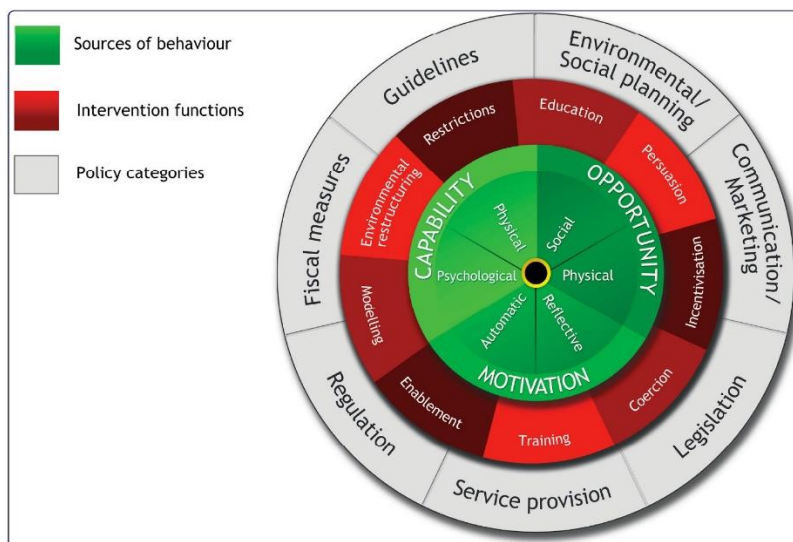 Sources of behaviour
Intervention functions
Policy categories
Guidelines
Environmental/
Social planning
Communication/
Marketing
Legislation
Service provision
Regulation
Fiscal measures
Restrictions
Education
Persuasion
Incentivisation
Coercion
Training
Enablement
Modelling
Environmental
restructuring
CAPABILITY
OPPORTUNITY
MOTIVATION
Physical
Social
Psychological
Physical
Automatic
Reflective